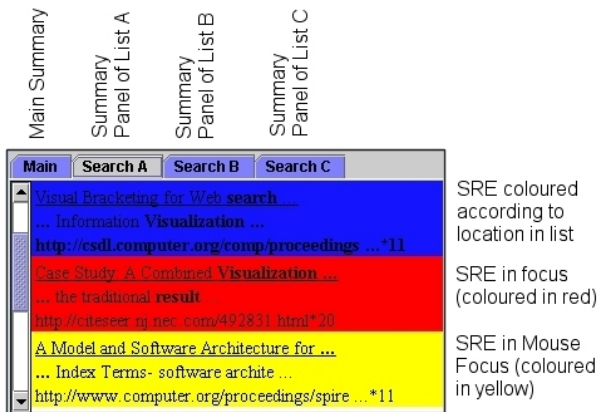 Main Summary
Summary
Panel of List A
Summary
Panel of List B
Summary
Panel of List C
Main Search A Search B Search C
Visual Bracketing for Web search ...
... Information Visualization ...
http://csdl.computer.org/comp/proceedings ...*11
SRE coloured
according to
location in list
Case Study: A Combined Visualization ...
... the traditional result ...
http://citeseer.nj.nec.com/492831.html*20
SRE in focus
(coloured in red)
A Model and Software Architecture for ...
... Index Terms- software archite ...
http://www.computer.org/proceedings/spire ...*11
SRE in Mouse
Focus (coloured
in yellow)